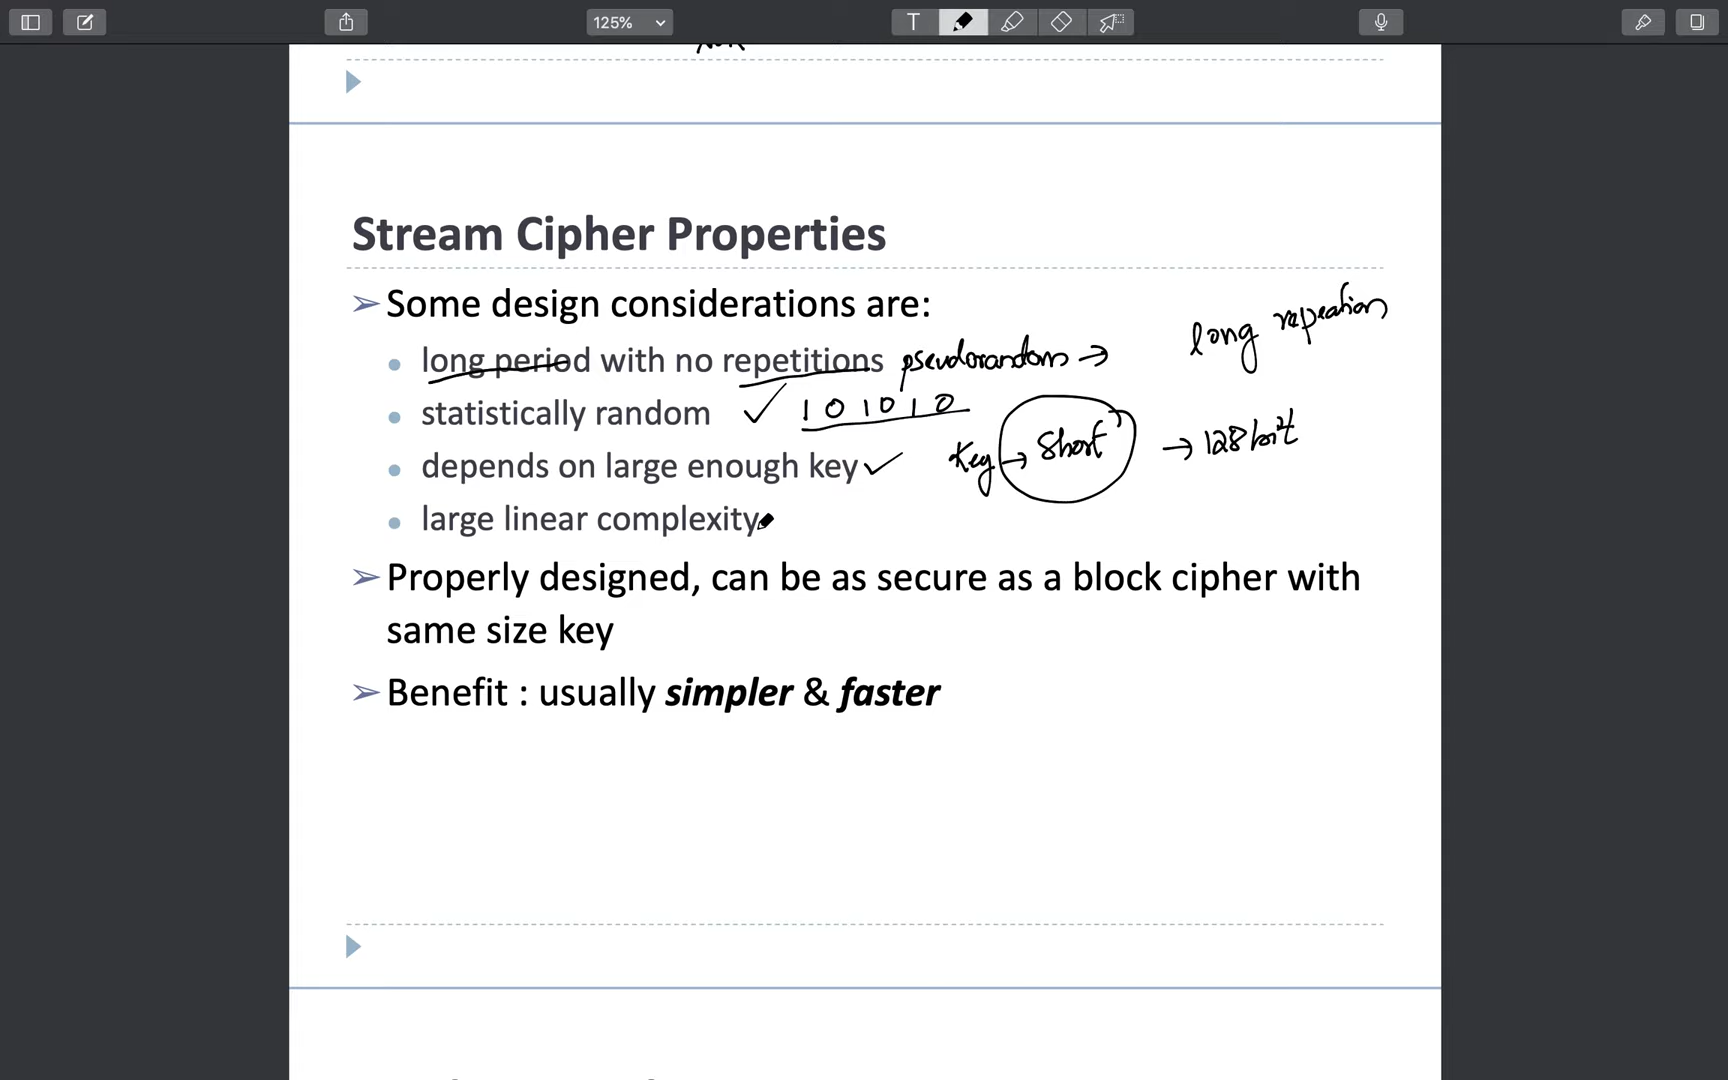 125%
T
Stream Cipher Properties
➢ Some design considerations are:
long repeations
• long period with no repetitions pseudorandom →
• statistically random ✓ 1 0 1 0 1 0
• depends on large enough key ✓ Key → Short → 128 bit
• large linear complexity
➢ Properly designed, can be as secure as a block cipher with
same size key
➢ Benefit : usually simpler & faster